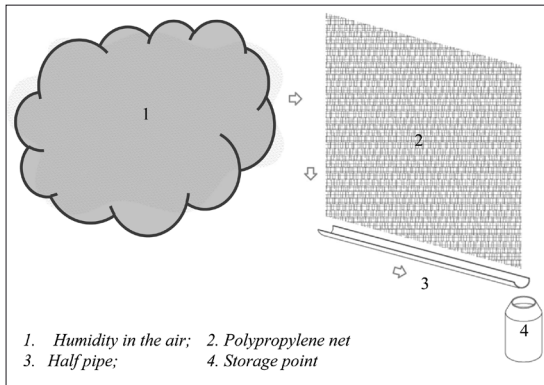 1
2
3
4
1. Humidity in the air; 2. Polypropylene net
3. Half pipe; 4. Storage point